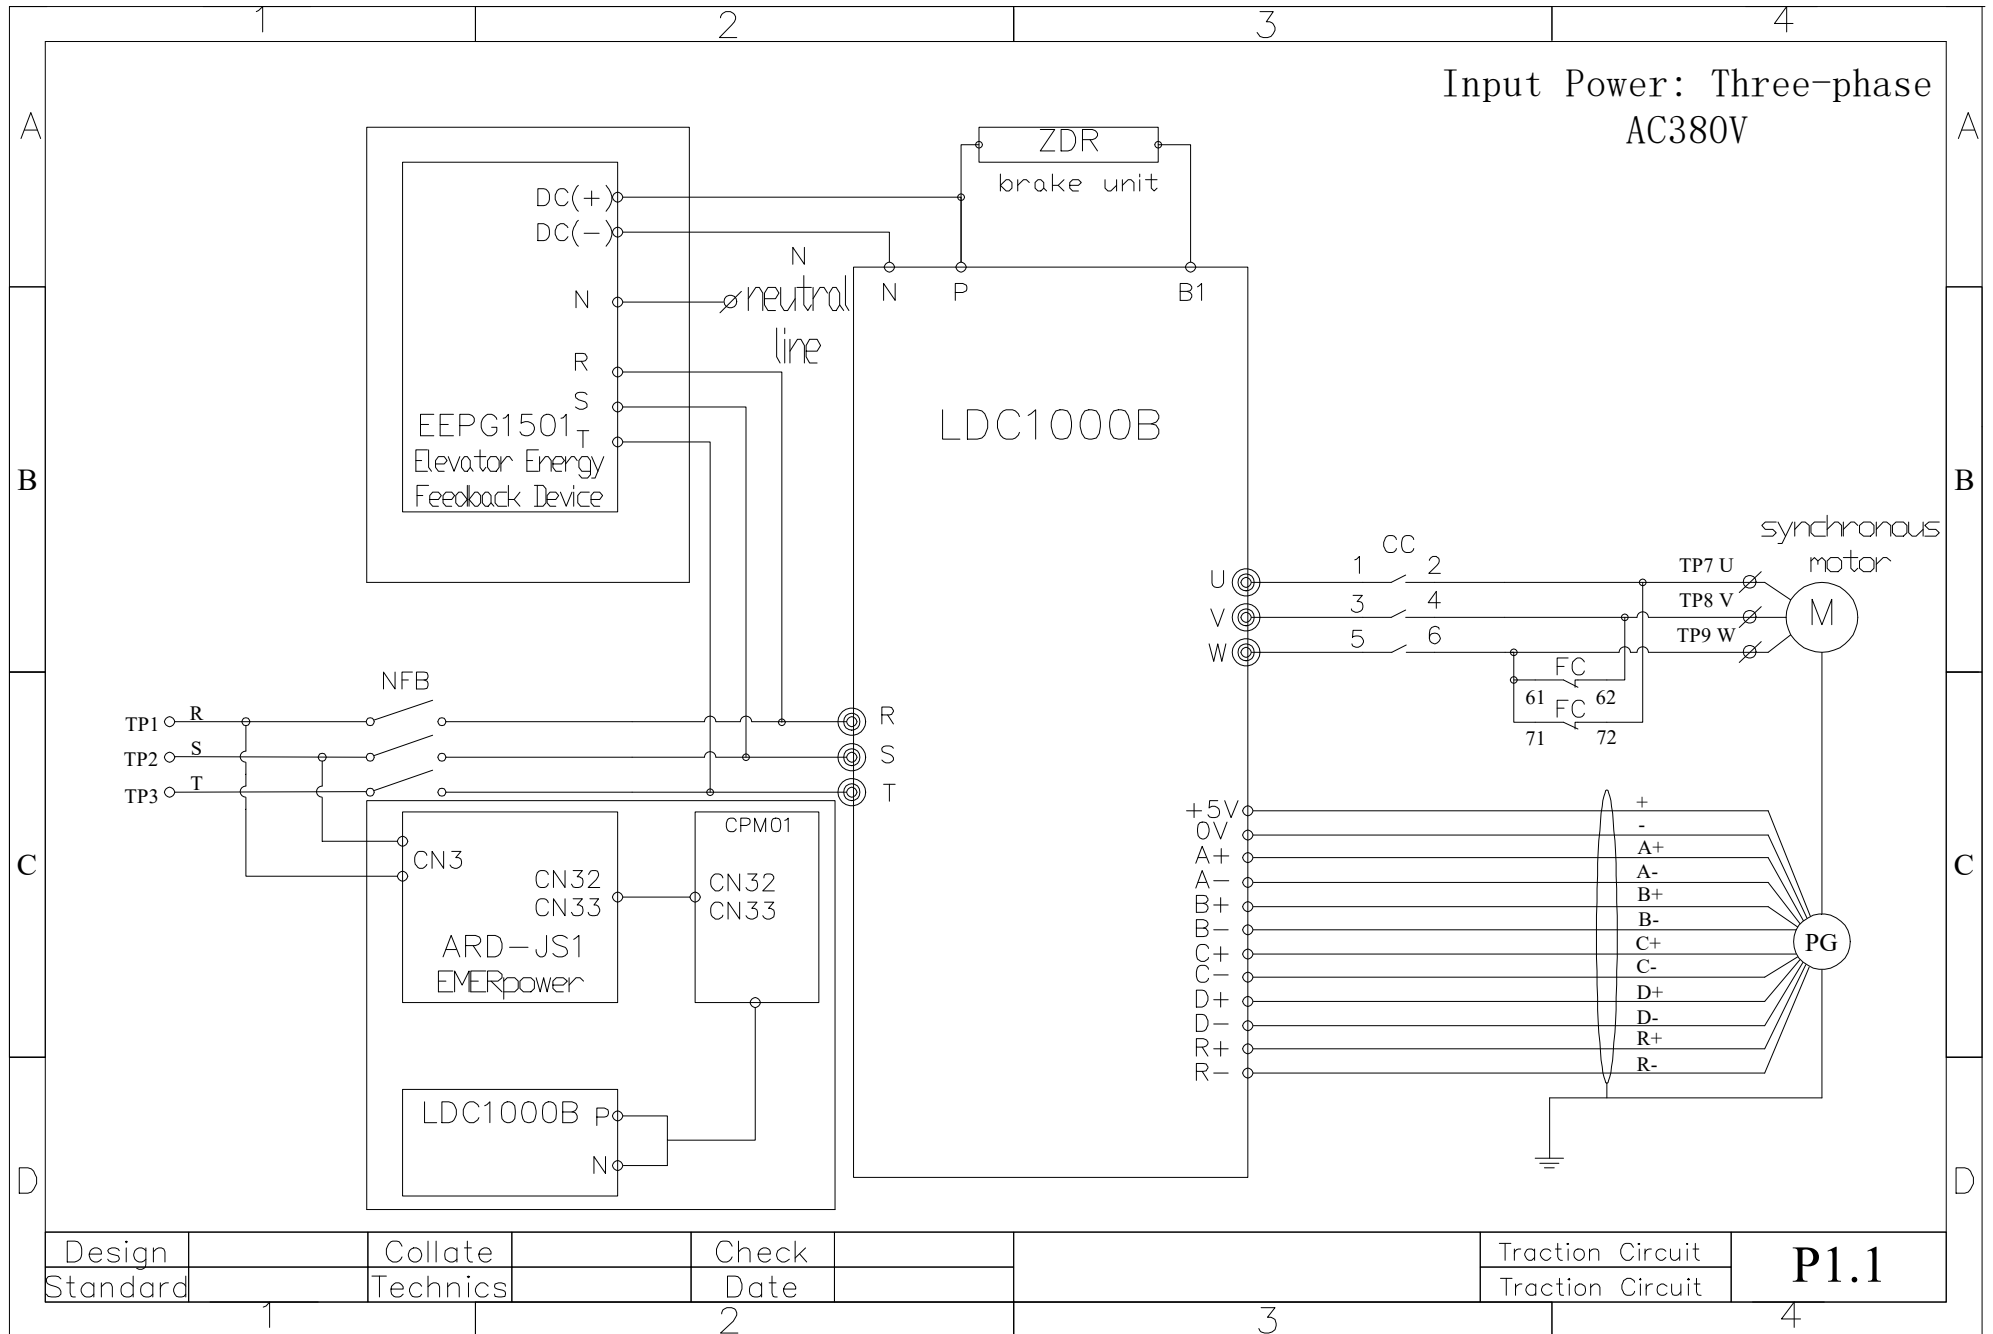 1
2
3
4
Input Power: Three-phase
AC380V
A
A
ZDR
brake unit
DC(+)
DC(-)
N
N
neutral
line
N
P
B1
R
S
T
EEPG1501
Elevator Energy
Feedback Device
LDC1000B
B
B
synchronous
motor
CC
U
1
2
TP7 U
V
3
4
TP8 V
M
W
5
6
TP9 W
FC
61
62
FC
71
72
NFB
TP1
R
R
TP2
S
S
TP3
T
T
CPM01
CN3
CN32
CN33
CN32
CN33
ARD-JS1
EMERpower
C
C
+5V
+
0V
-
A+
A+
A-
A-
B+
B+
B-
B-
C+
C+
C-
C-
D+
D+
D-
D-
R+
R+
R-
R-
PG
LDC1000B
P
N
D
D
Design
Collate
Check
Traction Circuit
P1.1
Standard
Technics
Date
Traction Circuit
1
2
3
4